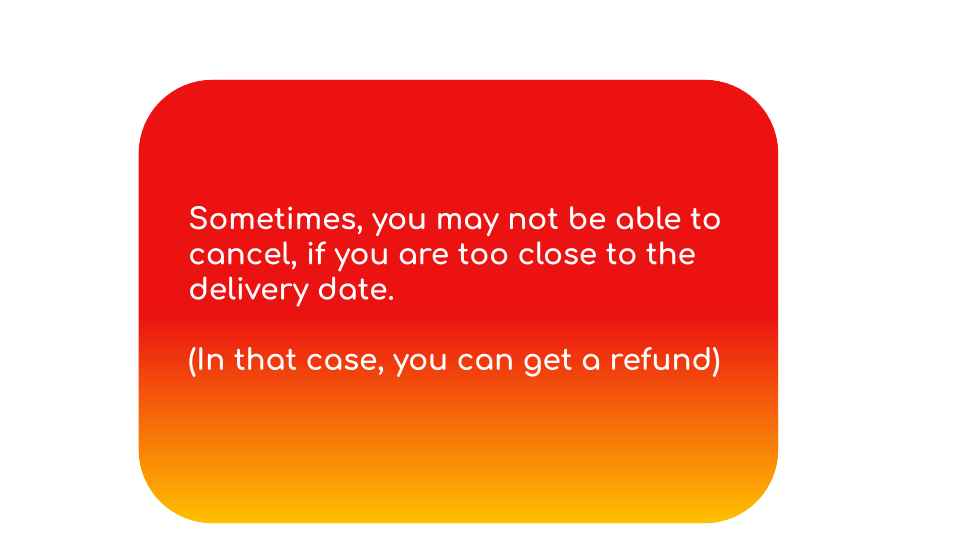 Sometimes, you may not be able to
cancel, if you are too close to the
delivery date.
(In that case, you can get a refund)